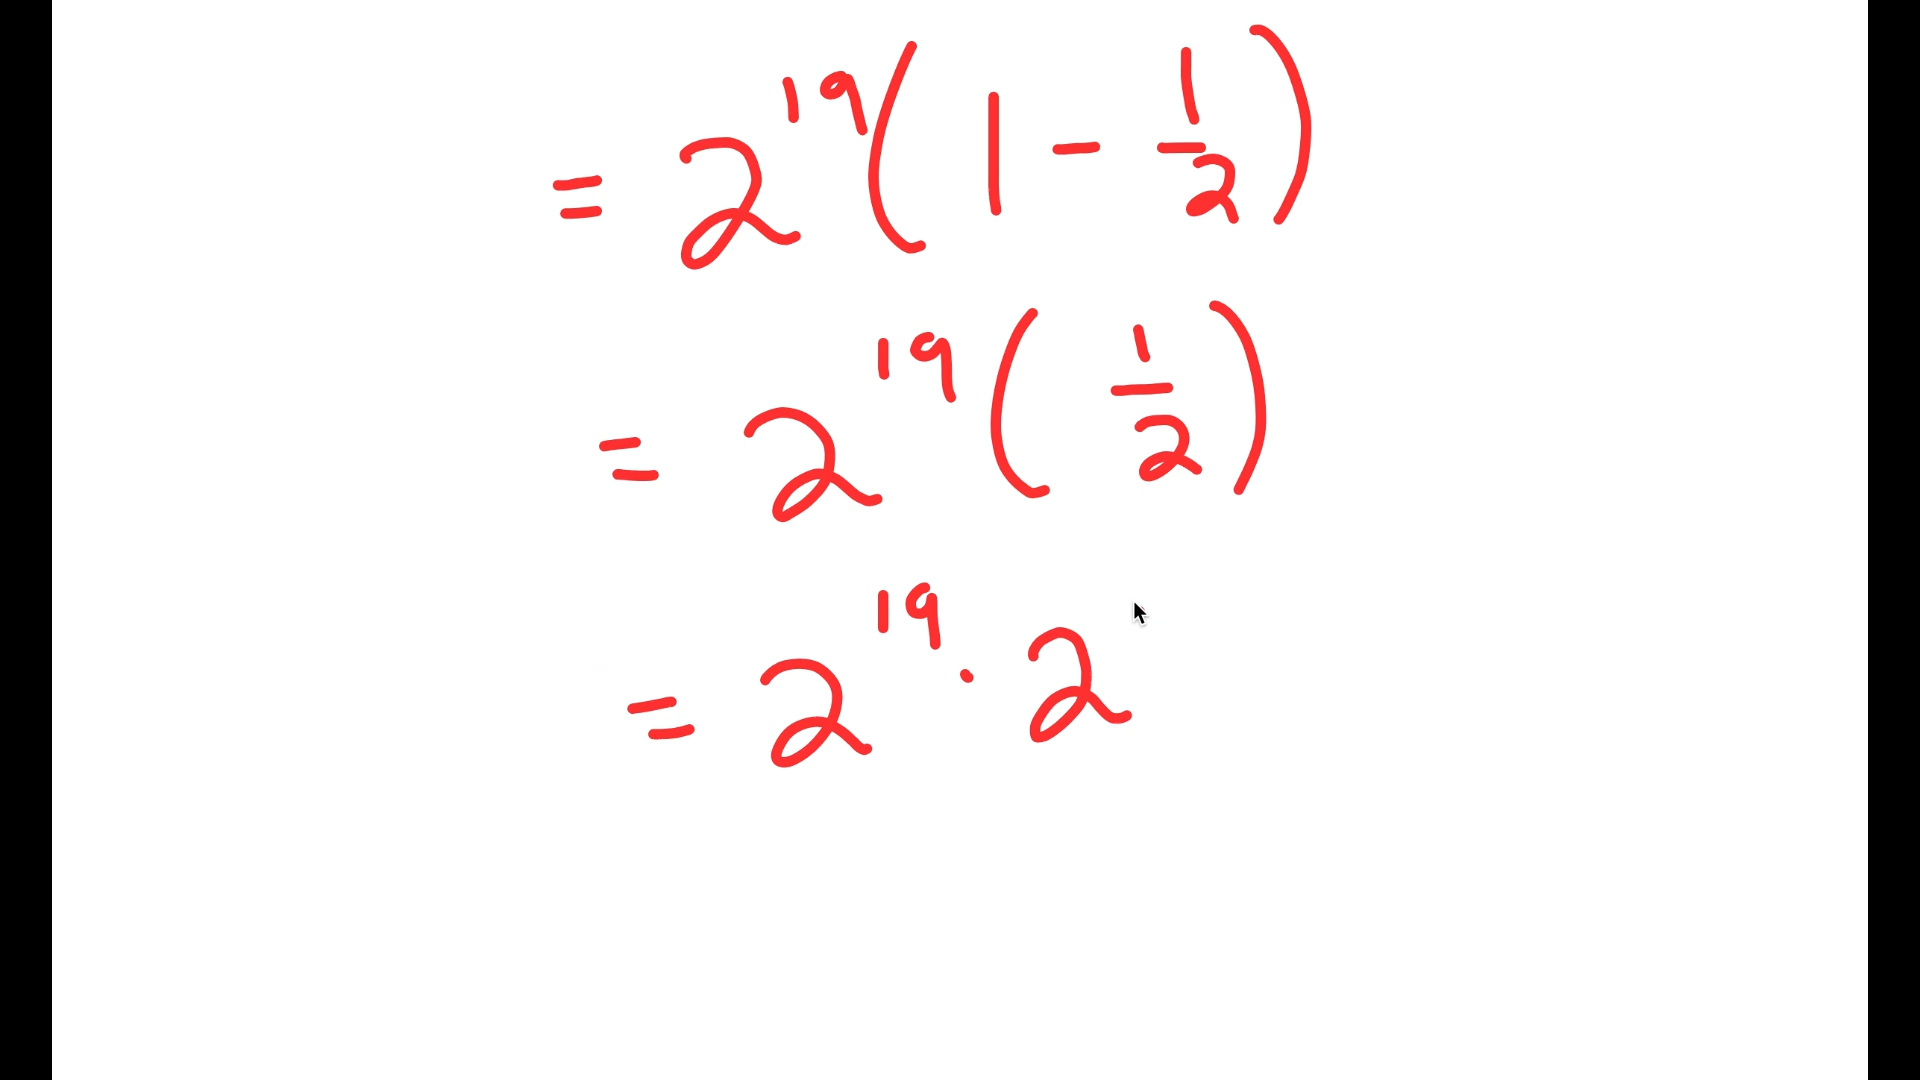 = 2^19 (1 - 1/2)
= 2^19 (1/2)
= 2^19 · 2